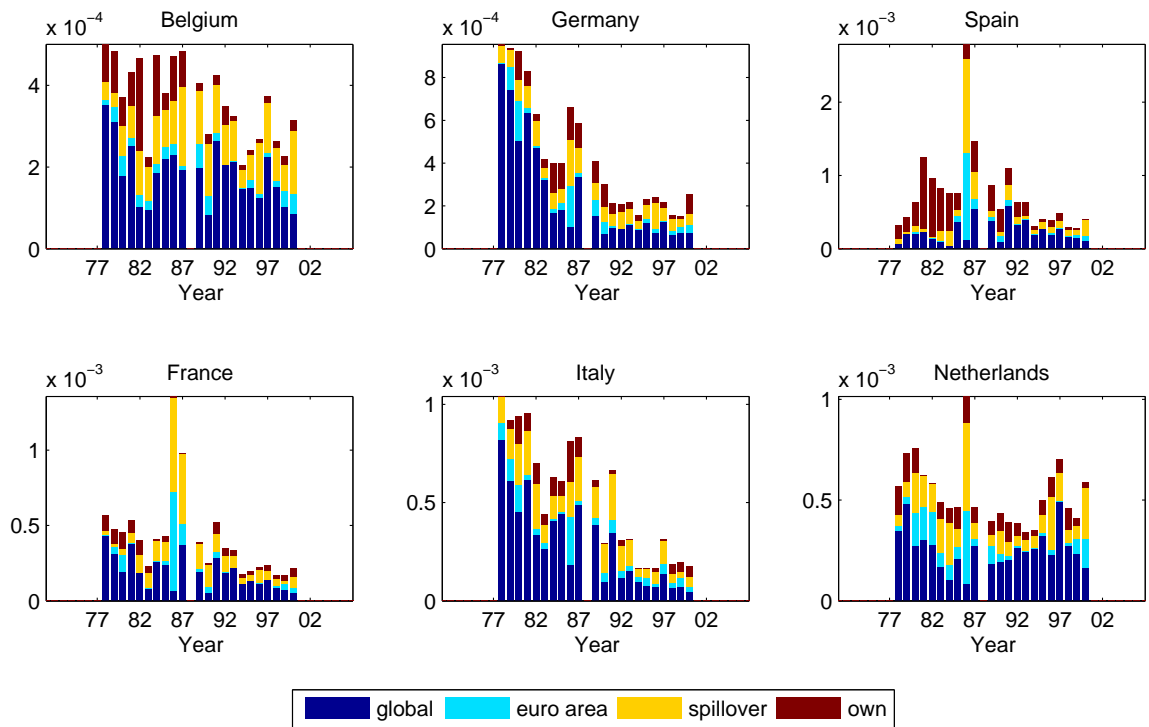 x 10⁻⁴ Belgium
4
2
0
77 82 87 92 97 02
Year
x 10⁻⁴ Germany
8
6
4
2
0
77 82 87 92 97 02
Year
x 10⁻³ Spain
2
1
0
77 82 87 92 97 02
Year
x 10⁻³ France
1
0.5
0
77 82 87 92 97 02
Year
x 10⁻³ Italy
1
0.5
0
77 82 87 92 97 02
Year
x 10⁻³ Netherlands
1
0.5
0
77 82 87 92 97 02
Year
global euro area spillover own